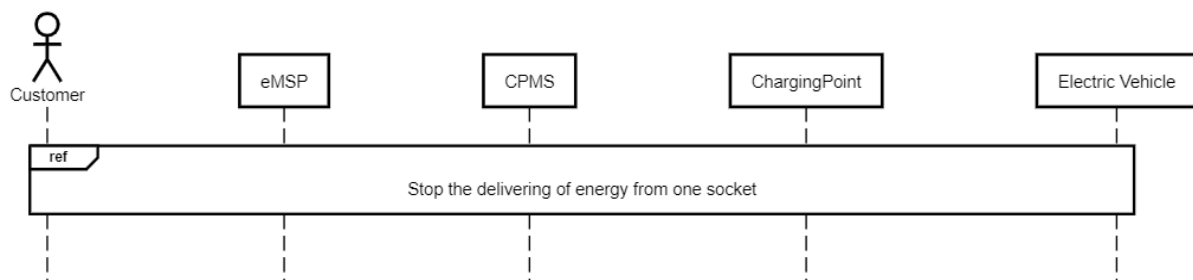 Customer
eMSP
CPMS
ChargingPoint
Electric Vehicle
ref
Stop the delivering of energy from one socket